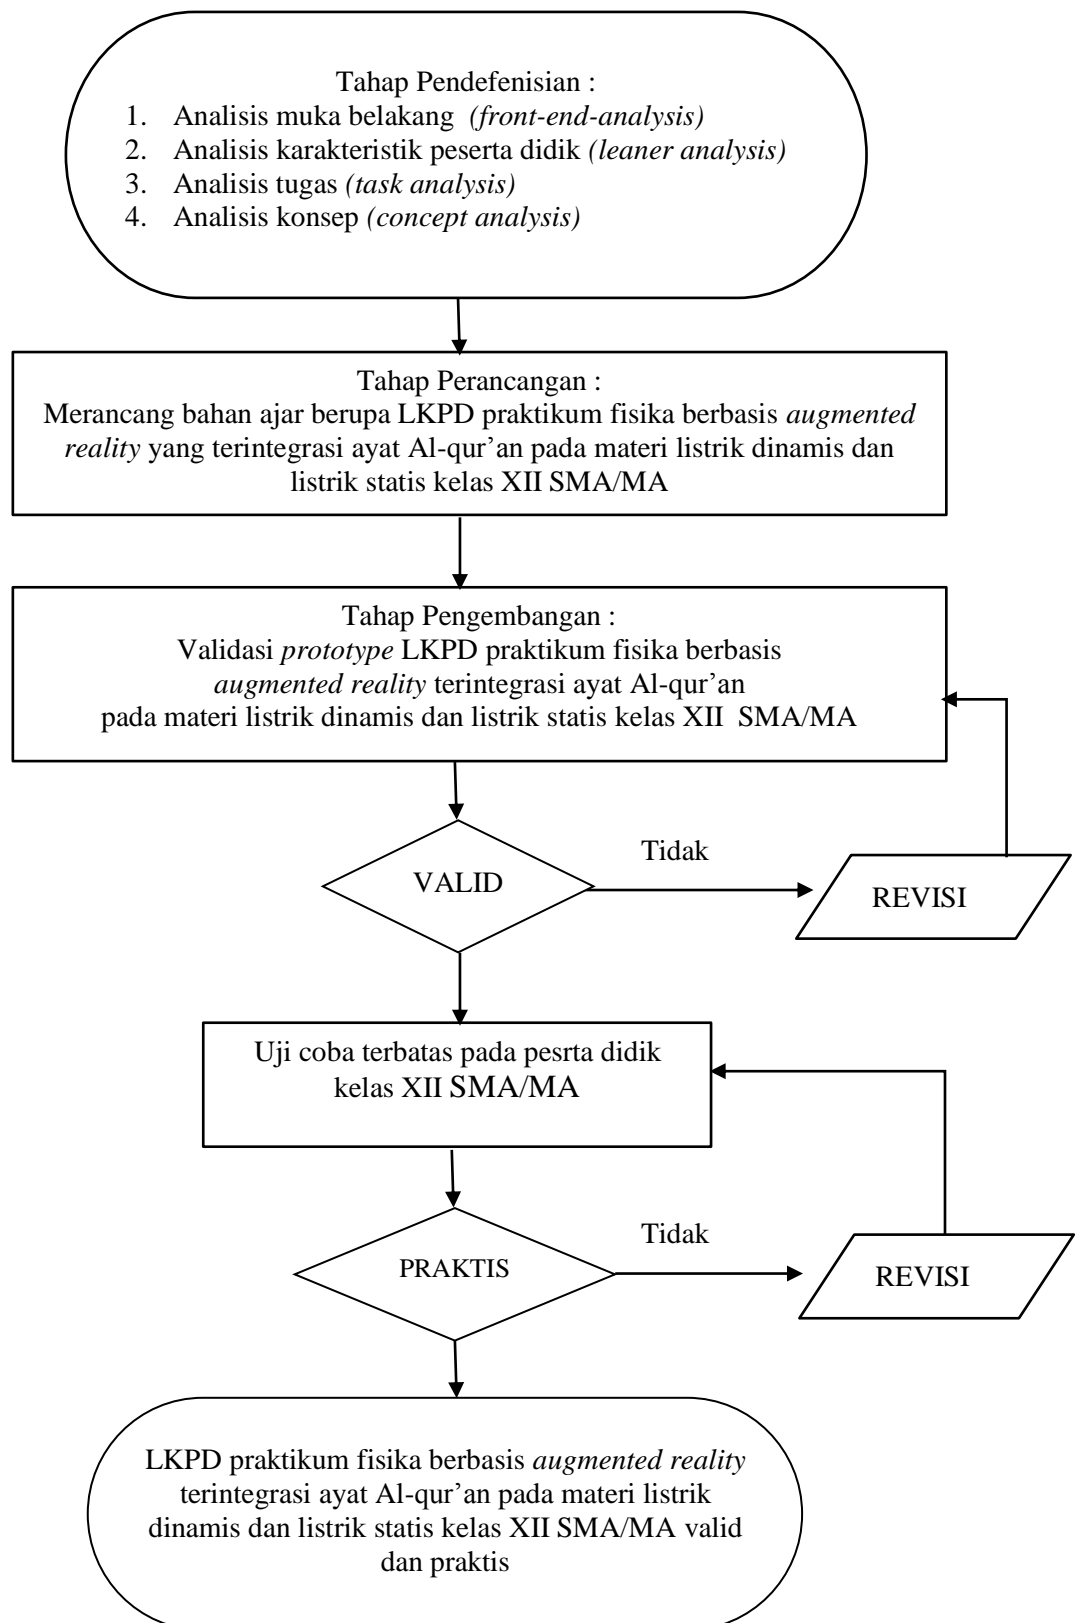 Tahap Pendefenisian :
1. Analisis muka belakang (front-end-analysis)
2. Analisis karakteristik peserta didik (leaner analysis)
3. Analisis tugas (task analysis)
4. Analisis konsep (concept analysis)
Tahap Perancangan :
Merancang bahan ajar berupa LKPD praktikum fisika berbasis augmented
reality yang terintegrasi ayat Al-qur’an pada materi listrik dinamis dan
listrik statis kelas XII SMA/MA
Tahap Pengembangan :
Validasi prototype LKPD praktikum fisika berbasis
augmented reality terintegrasi ayat Al-qur’an
pada materi listrik dinamis dan listrik statis kelas XII SMA/MA
Tidak
VALID
REVISI
Uji coba terbatas pada pesrta didik
kelas XII SMA/MA
Tidak
PRAKTIS
REVISI
LKPD praktikum fisika berbasis augmented reality
terintegrasi ayat Al-qur’an pada materi listrik
dinamis dan listrik statis kelas XII SMA/MA valid
dan praktis